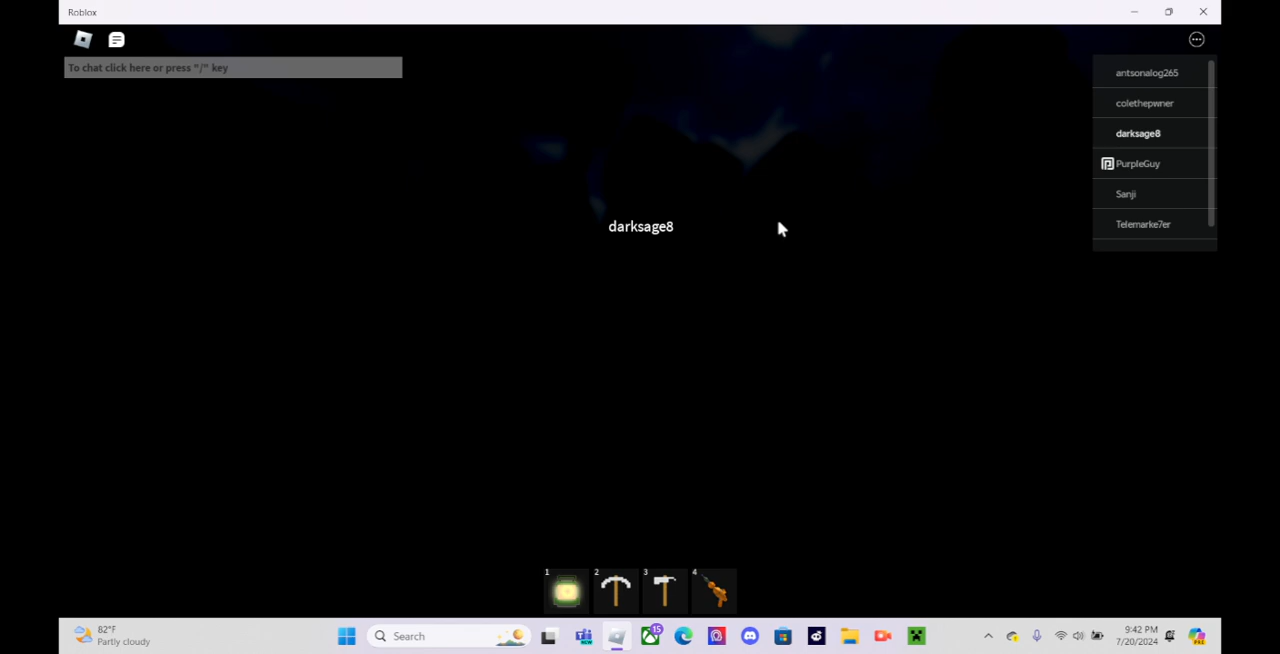 Roblox
To chat click here or press "/" key
antsonalog265
colethepwner
darksage8
PurpleGuy
Sanji
Telemarke7er
darksage8
1 2 3 4
82°F
Partly cloudy
Search
15
9:42 PM
7/20/2024